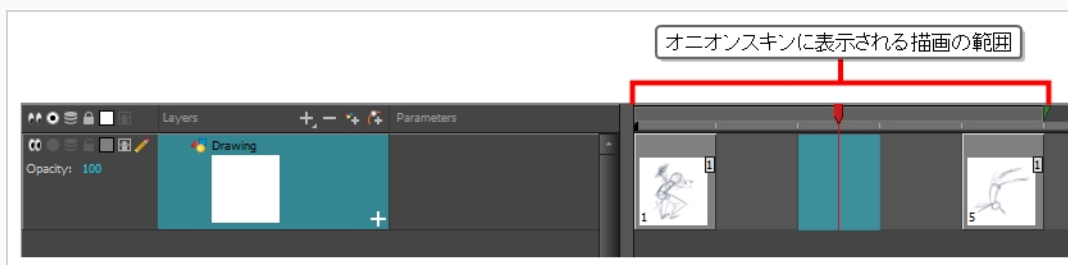 オニオンスキンに表示される描画の範囲
Layers
Parameters
Drawing
Opacity: 100
1
1
1
5